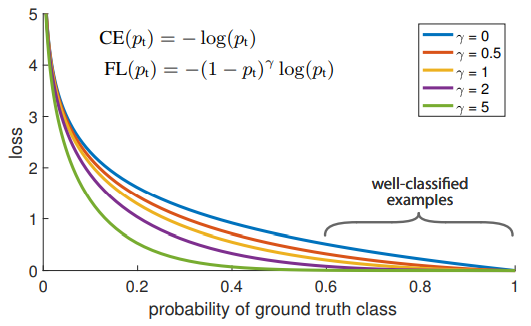 CE(pₜ) = − log(pₜ)
FL(pₜ) = −(1 − pₜ)^γ log(pₜ)
γ = 0
γ = 0.5
γ = 1
γ = 2
γ = 5
well-classified
examples
loss
5
4
3
2
1
0
0 0.2 0.4 0.6 0.8 1
probability of ground truth class